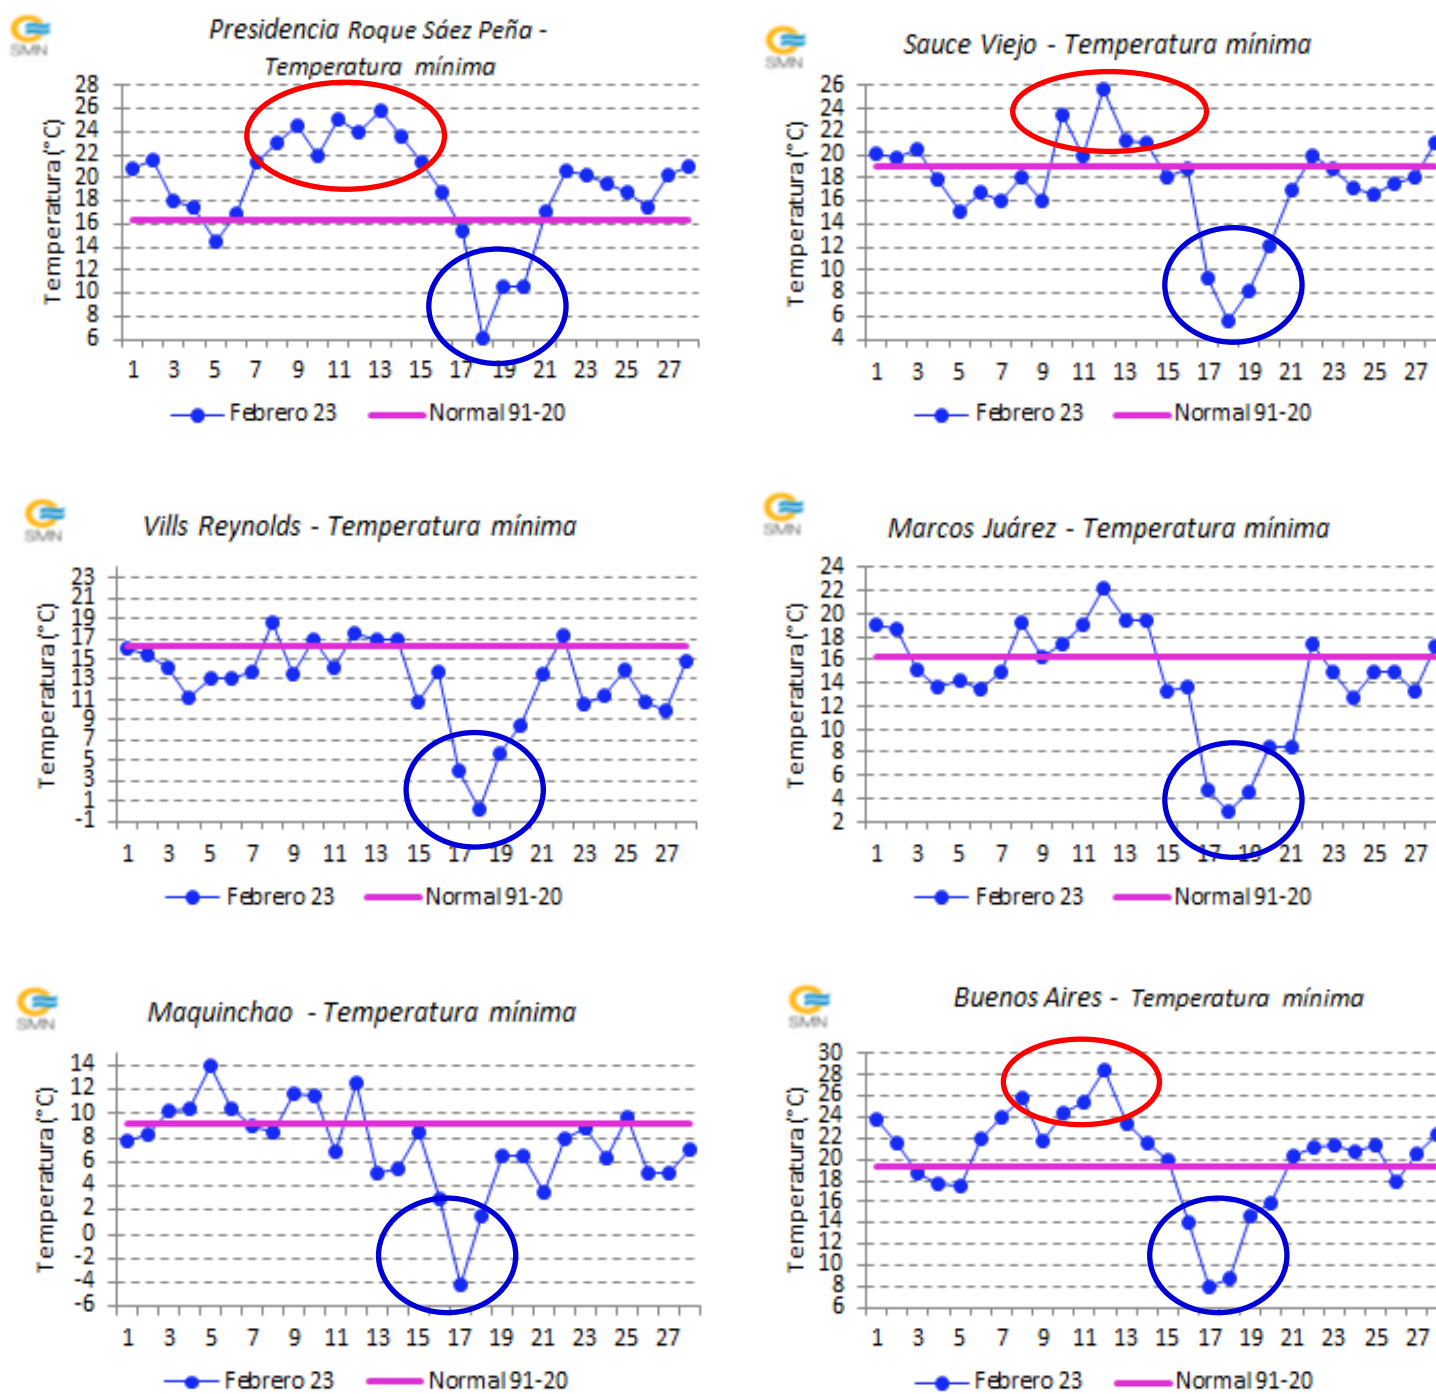 SMN
Presidencia Roque Sáez Peña -
Temperatura mínima
Temperatura (°C)
28
26
24
22
20
18
16
14
12
10
8
6
1 3 5 7 9 11 13 15 17 19 21 23 25 27
Febrero 23 Normal 91-20
SMN
Sauce Viejo - Temperatura mínima
Temperatura (°C)
26
24
22
20
18
16
14
12
10
8
6
4
1 3 5 7 9 11 13 15 17 19 21 23 25 27
Febrero 23 Normal 91-20
SMN
Vills Reynolds - Temperatura mínima
Temperatura (°C)
23
21
19
17
15
13
11
9
7
5
3
1
-1
1 3 5 7 9 11 13 15 17 19 21 23 25 27
Febrero 23 Normal 91-20
SMN
Marcos Juárez - Temperatura mínima
Temperatura (°C)
24
22
20
18
16
14
12
10
8
6
4
2
1 3 5 7 9 11 13 15 17 19 21 23 25 27
Febrero 23 Normal 91-20
SMN
Maquinchao - Temperatura mínima
Temperatura (°C)
14
12
10
8
6
4
2
0
-2
-4
-6
1 3 5 7 9 11 13 15 17 19 21 23 25 27
Febrero 23 Normal 91-20
SMN
Buenos Aires - Temperatura mínima
Temperatura (°C)
30
28
26
24
22
20
18
16
14
12
10
8
6
1 3 5 7 9 11 13 15 17 19 21 23 25 27
Febrero 23 Normal 91-20